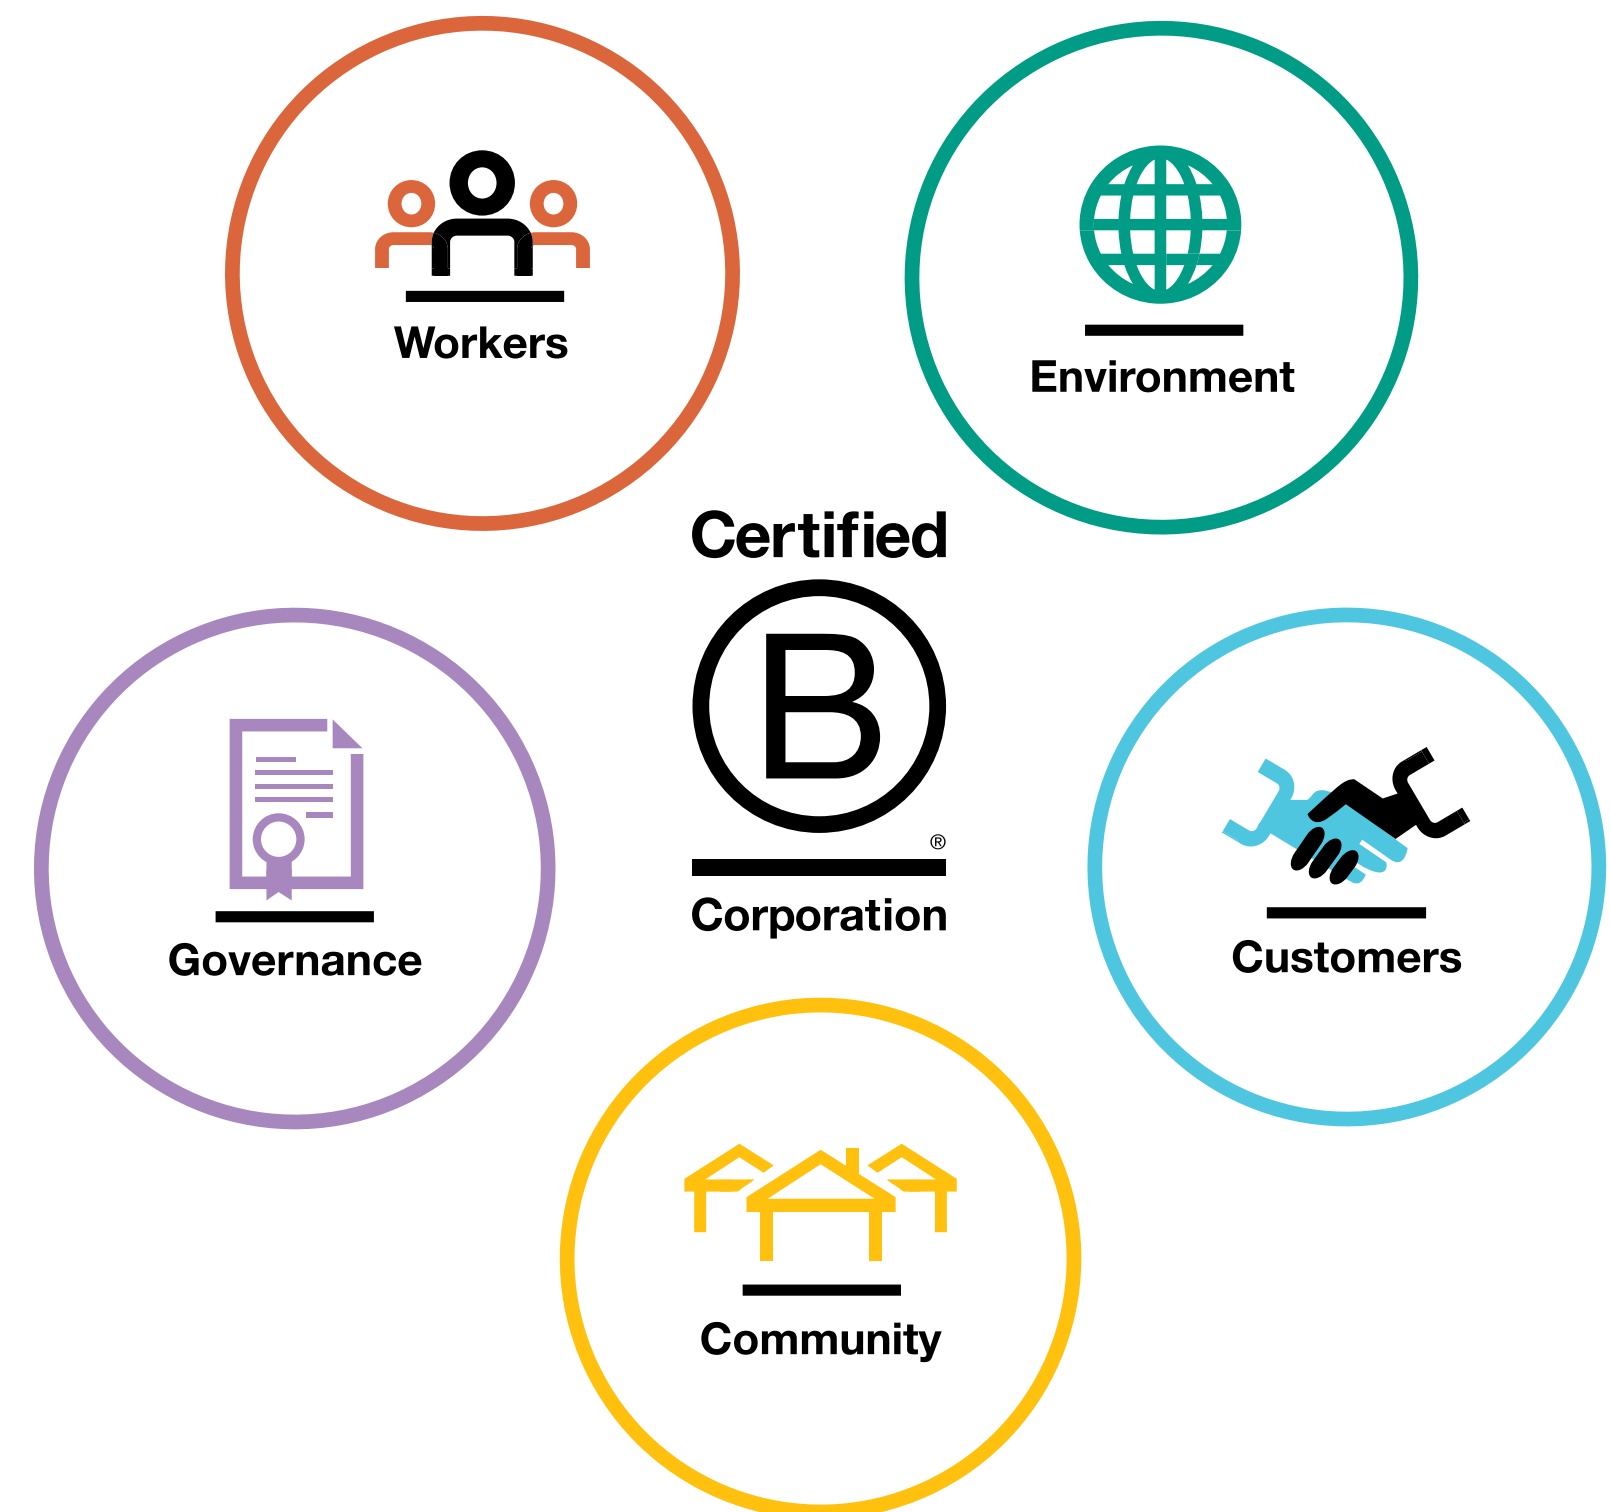 Workers
Environment
Certified
B
®
Corporation
Governance
Customers
Community